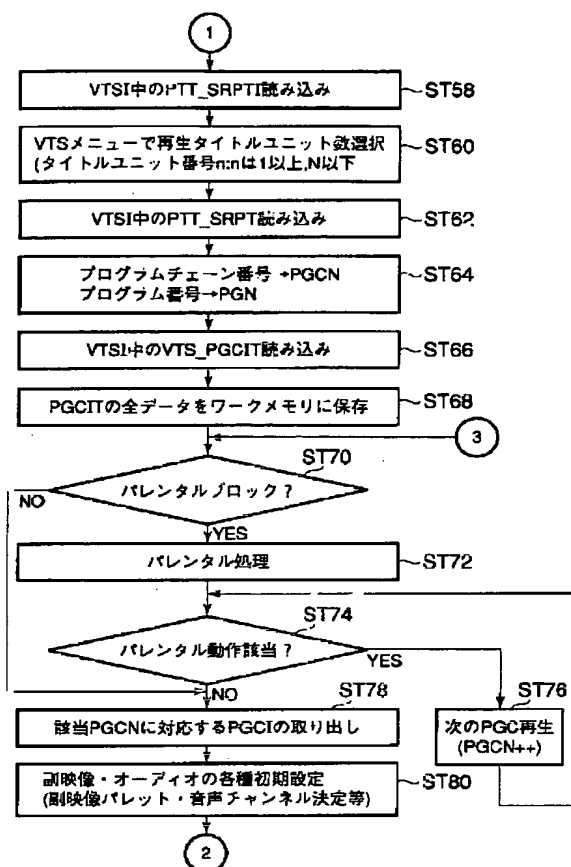 1
VTSI中のPTT_SRPTI読み込み
ST58
VTSメニューで再生タイトルユニット数選択
(タイトルユニット番号n:nは1以上,N以下
ST60
VTSI中のPTT_SRPT読み込み
ST62
プログラムチェーン番号→PGCN
プログラム番号→PGN
ST64
VTSI中のVTS_PGCIT読み込み
ST66
PGCITの全データをワークメモリに保存
ST68
3
ST70
パレンタルブロック?
NO
YES
パレンタル処理
ST72
ST74
パレンタル動作該当?
YES
NO
ST78
ST76
該当PGCNに対応するPGCIの取り出し
次のPGC再生
(PGCN++)
副映像・オーディオの各種初期設定
(副映像パレット・音声チャンネル決定等)
ST80
2